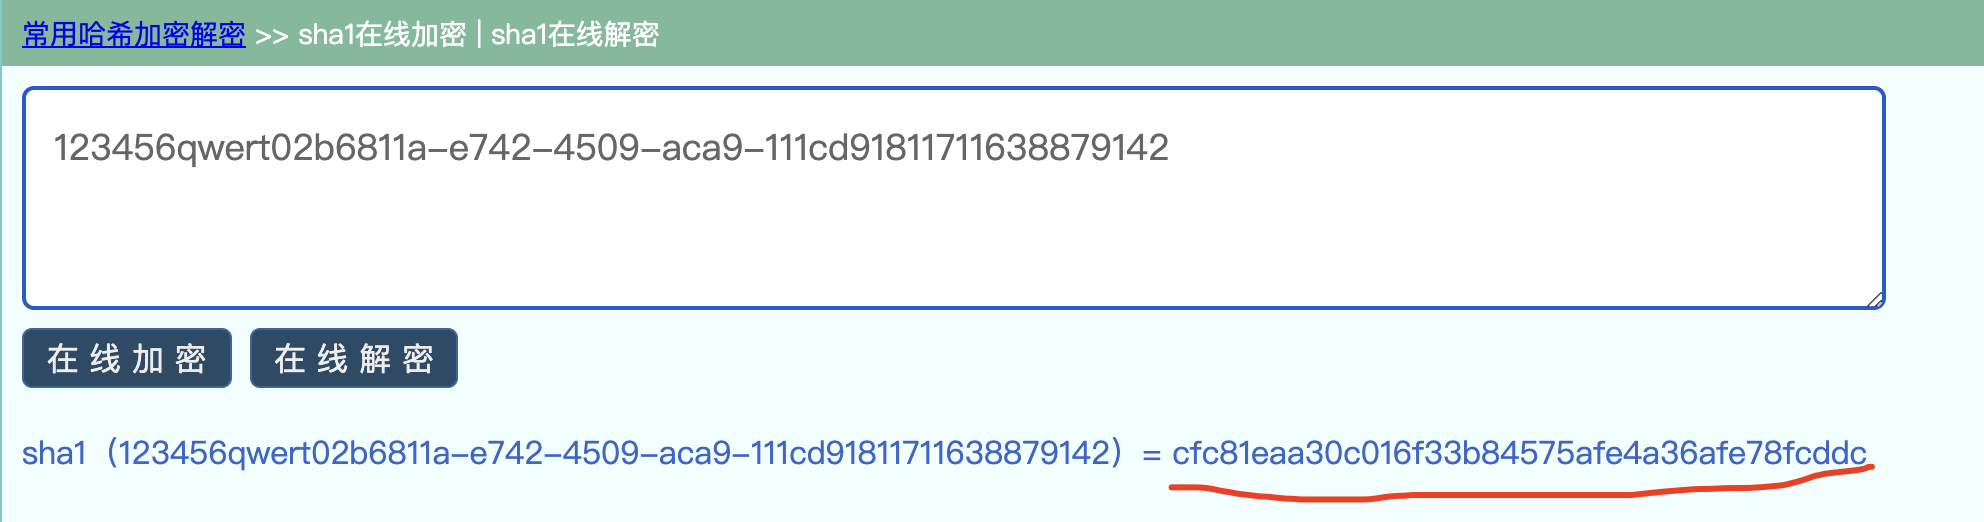 常用哈希加密解密 >> sha1在线加密 | sha1在线解密
123456qwert02b6811a-e742-4509-aca9-111cd91811711638879142
在线加密 在线解密
sha1（123456qwert02b6811a-e742-4509-aca9-111cd91811711638879142）= cfc81eaa30c016f33b84575afe4a36afe78fcddc